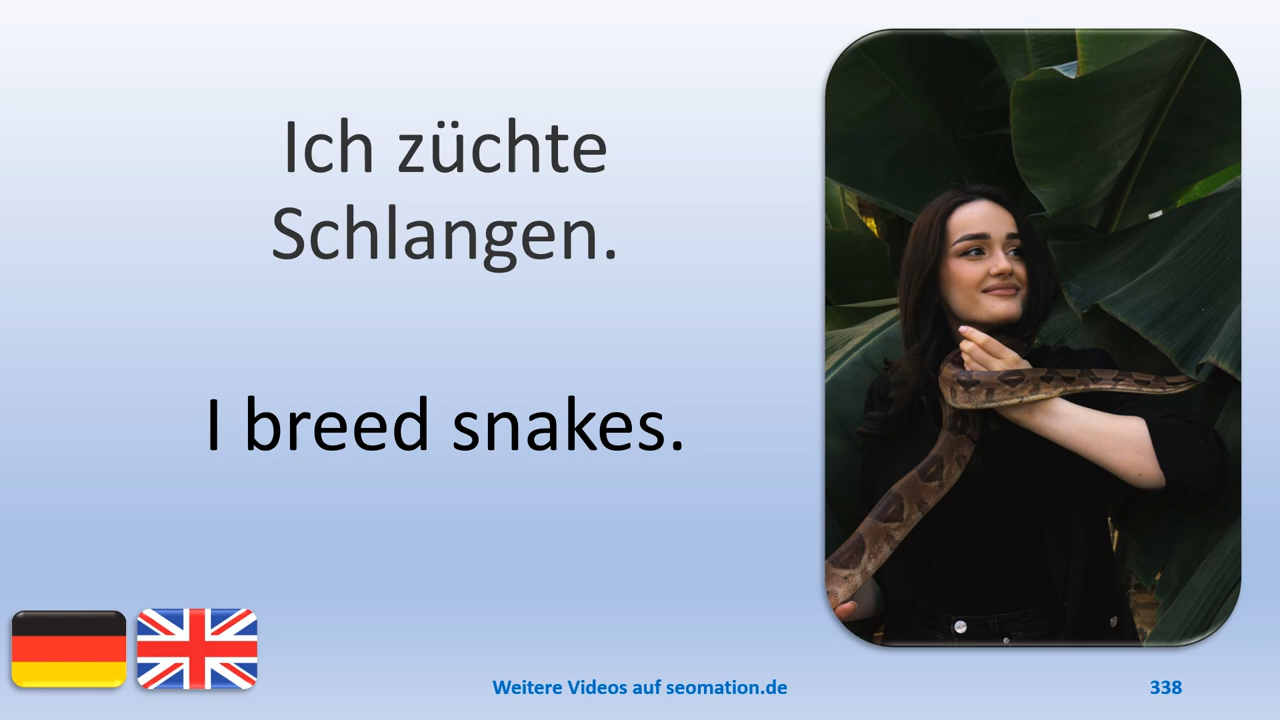 Ich züchte
Schlangen.
I breed snakes.
Weitere Videos auf seomation.de
338